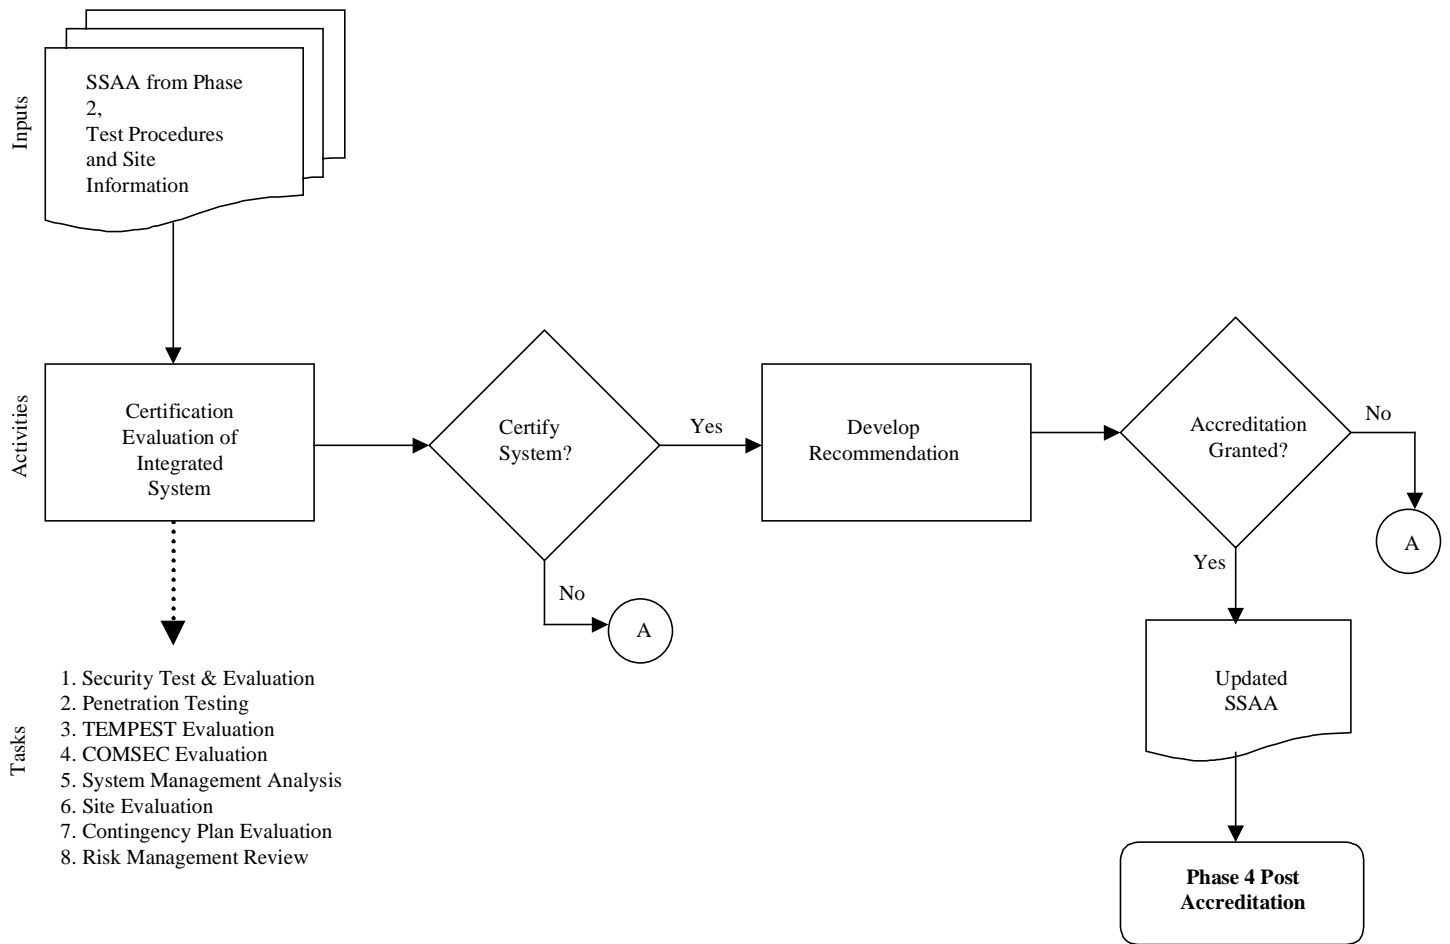 Inputs
SSAA from Phase
2,
Test Procedures
and Site
Information
Activities
Certification
Evaluation of
Integrated
System
Certify
System?
Yes
No
A
Develop
Recommendation
Accreditation
Granted?
No
A
Yes
Updated
SSAA
Phase 4 Post
Accreditation
Tasks
1. Security Test & Evaluation
2. Penetration Testing
3. TEMPEST Evaluation
4. COMSEC Evaluation
5. System Management Analysis
6. Site Evaluation
7. Contingency Plan Evaluation
8. Risk Management Review